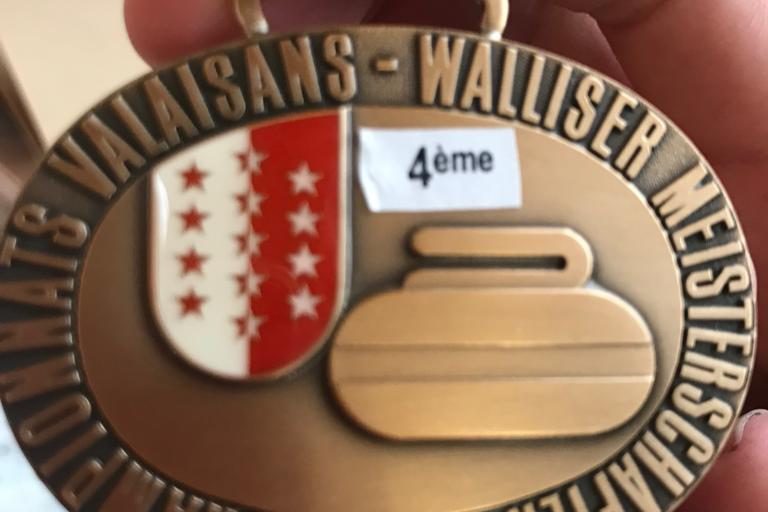 CHAMPIONNATS VALAISANS - WALLISER MEISTERSCHAFTEN
4ème